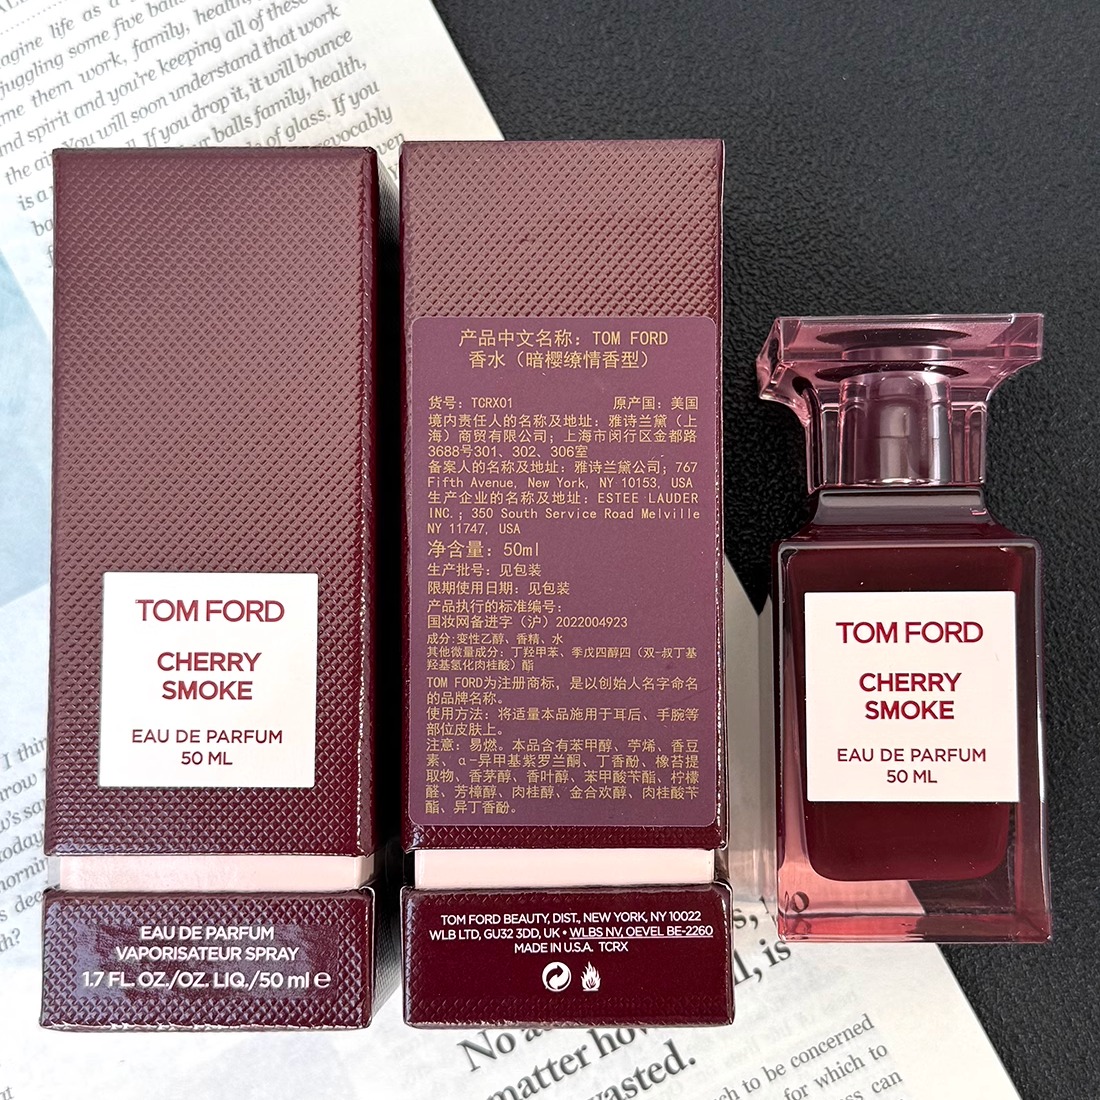 agine life as a
juggling some five balls
me them work, family, health,
and spirit and you're keeping all of these
the air. You will soon understand that work
is a
If you drop it, it will bounce
balls family, health,
of glass. If you
evocably
TOM FORD
CHERRY
SMOKE
EAU DE PARFUM
50 ML
EAU DE PARFUM
VAPORISATEUR SPRAY
1.7 FL. OZ./OZ. LIQ./50 ml e
产品中文名称：TOM FORD
香水（暗樱缭情香型）
货号：TCRX01 原产国：美国
境内责任人的名称及地址：雅诗兰黛（上
海）商贸有限公司；上海市闵行区金都路
3688号301、302、306室
备案人的名称及地址：雅诗兰黛公司；767
Fifth Avenue, New York, NY 10153, USA
生产企业的名称及地址：ESTEE LAUDER
INC.；350 South Service Road Melville
NY 11747, USA
净含量：50ml
生产批号：见包装
限期使用日期：见包装
产品执行的标准编号：
国妆网备进字（沪）2022004923
成分:变性乙醇、香精、水
其他微量成分：丁羟甲苯、季戊四醇四（双-叔丁基
羟基氢化肉桂酸）酯
TOM FORD为注册商标，是以创始人名字命名
的品牌名称。
使用方法：将适量本品施用于耳后、手腕等
部位皮肤上。
注意：易燃。本品含有苯甲醇、苧烯、香豆
素、α-异甲基紫罗兰酮、丁香酚、橡苔提
取物、香茅醇、香叶醇、苯甲酸苄酯、柠檬
醛、芳樟醇、肉桂醇、金合欢醇、肉桂酸苄
酯、异丁香酚。
TOM FORD BEAUTY, DIST., NEW YORK, NY 10022
WLB LTD, GU32 3DD, UK • WLBS NV, OEVEL BE-2260
MADE IN U.S.A. TCRX
TOM FORD
CHERRY
SMOKE
EAU DE PARFUM
50 ML
matter how
wasted.
to be concerned
for which to
can